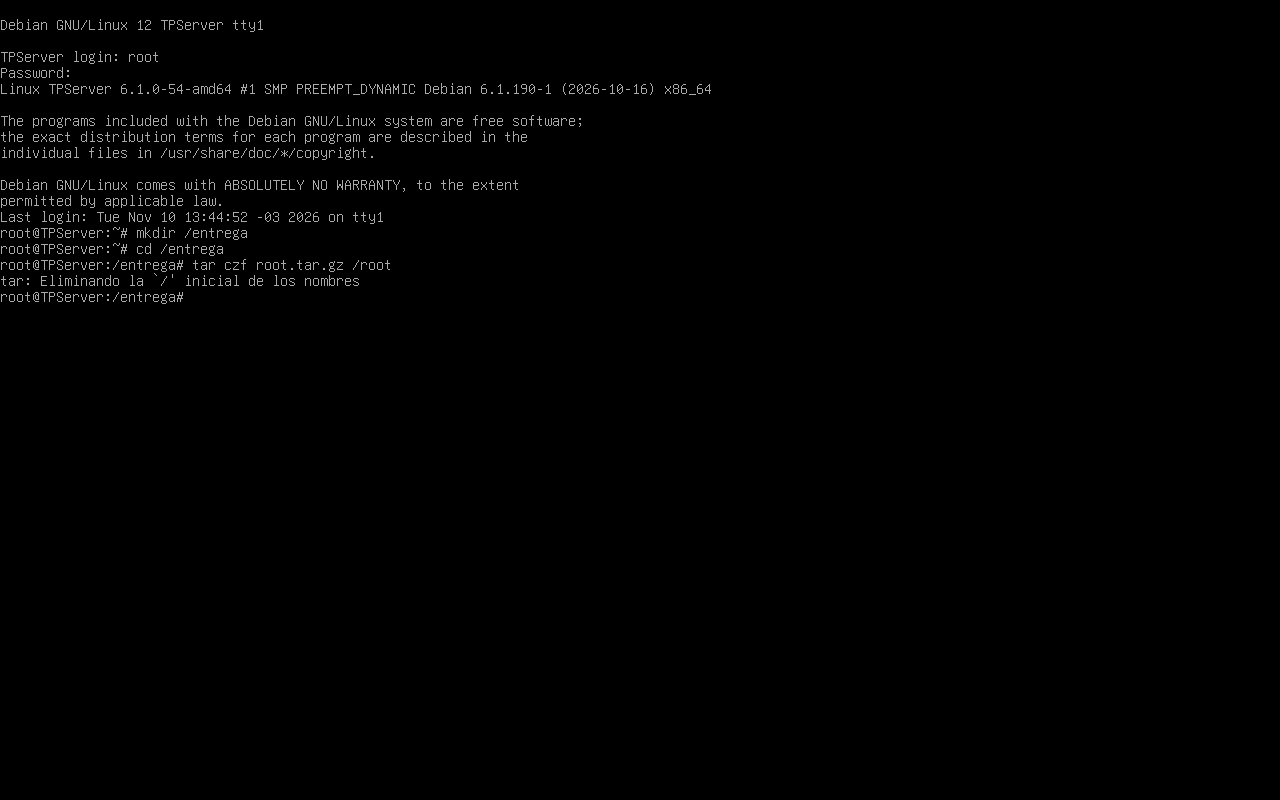 Debian GNU/Linux 12 TPServer tty1
TPServer login: root
Password:
Linux TPServer 6.1.0-54-amd64 #1 SMP PREEMPT_DYNAMIC Debian 6.1.190-1 (2026-10-16) x86_64
The programs included with the Debian GNU/Linux system are free software;
the exact distribution terms for each program are described in the
individual files in /usr/share/doc/*/copyright.
Debian GNU/Linux comes with ABSOLUTELY NO WARRANTY, to the extent
permitted by applicable law.
Last login: Tue Nov 10 13:44:52 -03 2026 on tty1
root@TPServer:~# mkdir /entrega
root@TPServer:~# cd /entrega
root@TPServer:/entrega# tar czf root.tar.gz /root
tar: Eliminando la `/' inicial de los nombres
root@TPServer:/entrega#